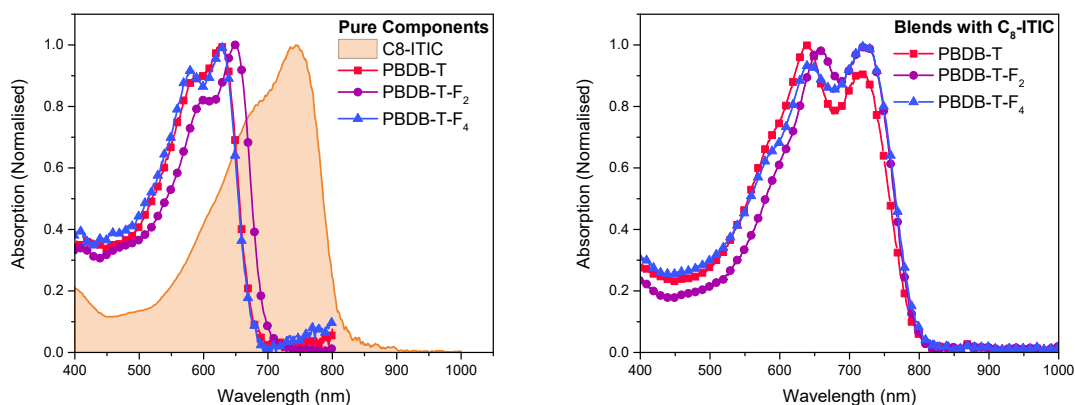 Pure Components
C8-ITIC
PBDB-T
PBDB-T-F₂
PBDB-T-F₄
1.0
0.8
0.6
0.4
0.2
0.0
400 500 600 700 800 900 1000
Wavelength (nm)
Absorption (Normalised)
Blends with C₈-ITIC
PBDB-T
PBDB-T-F₂
PBDB-T-F₄
1.0
0.8
0.6
0.4
0.2
0.0
400 500 600 700 800 900 1000
Wavelength (nm)
Absorption (Normalised)